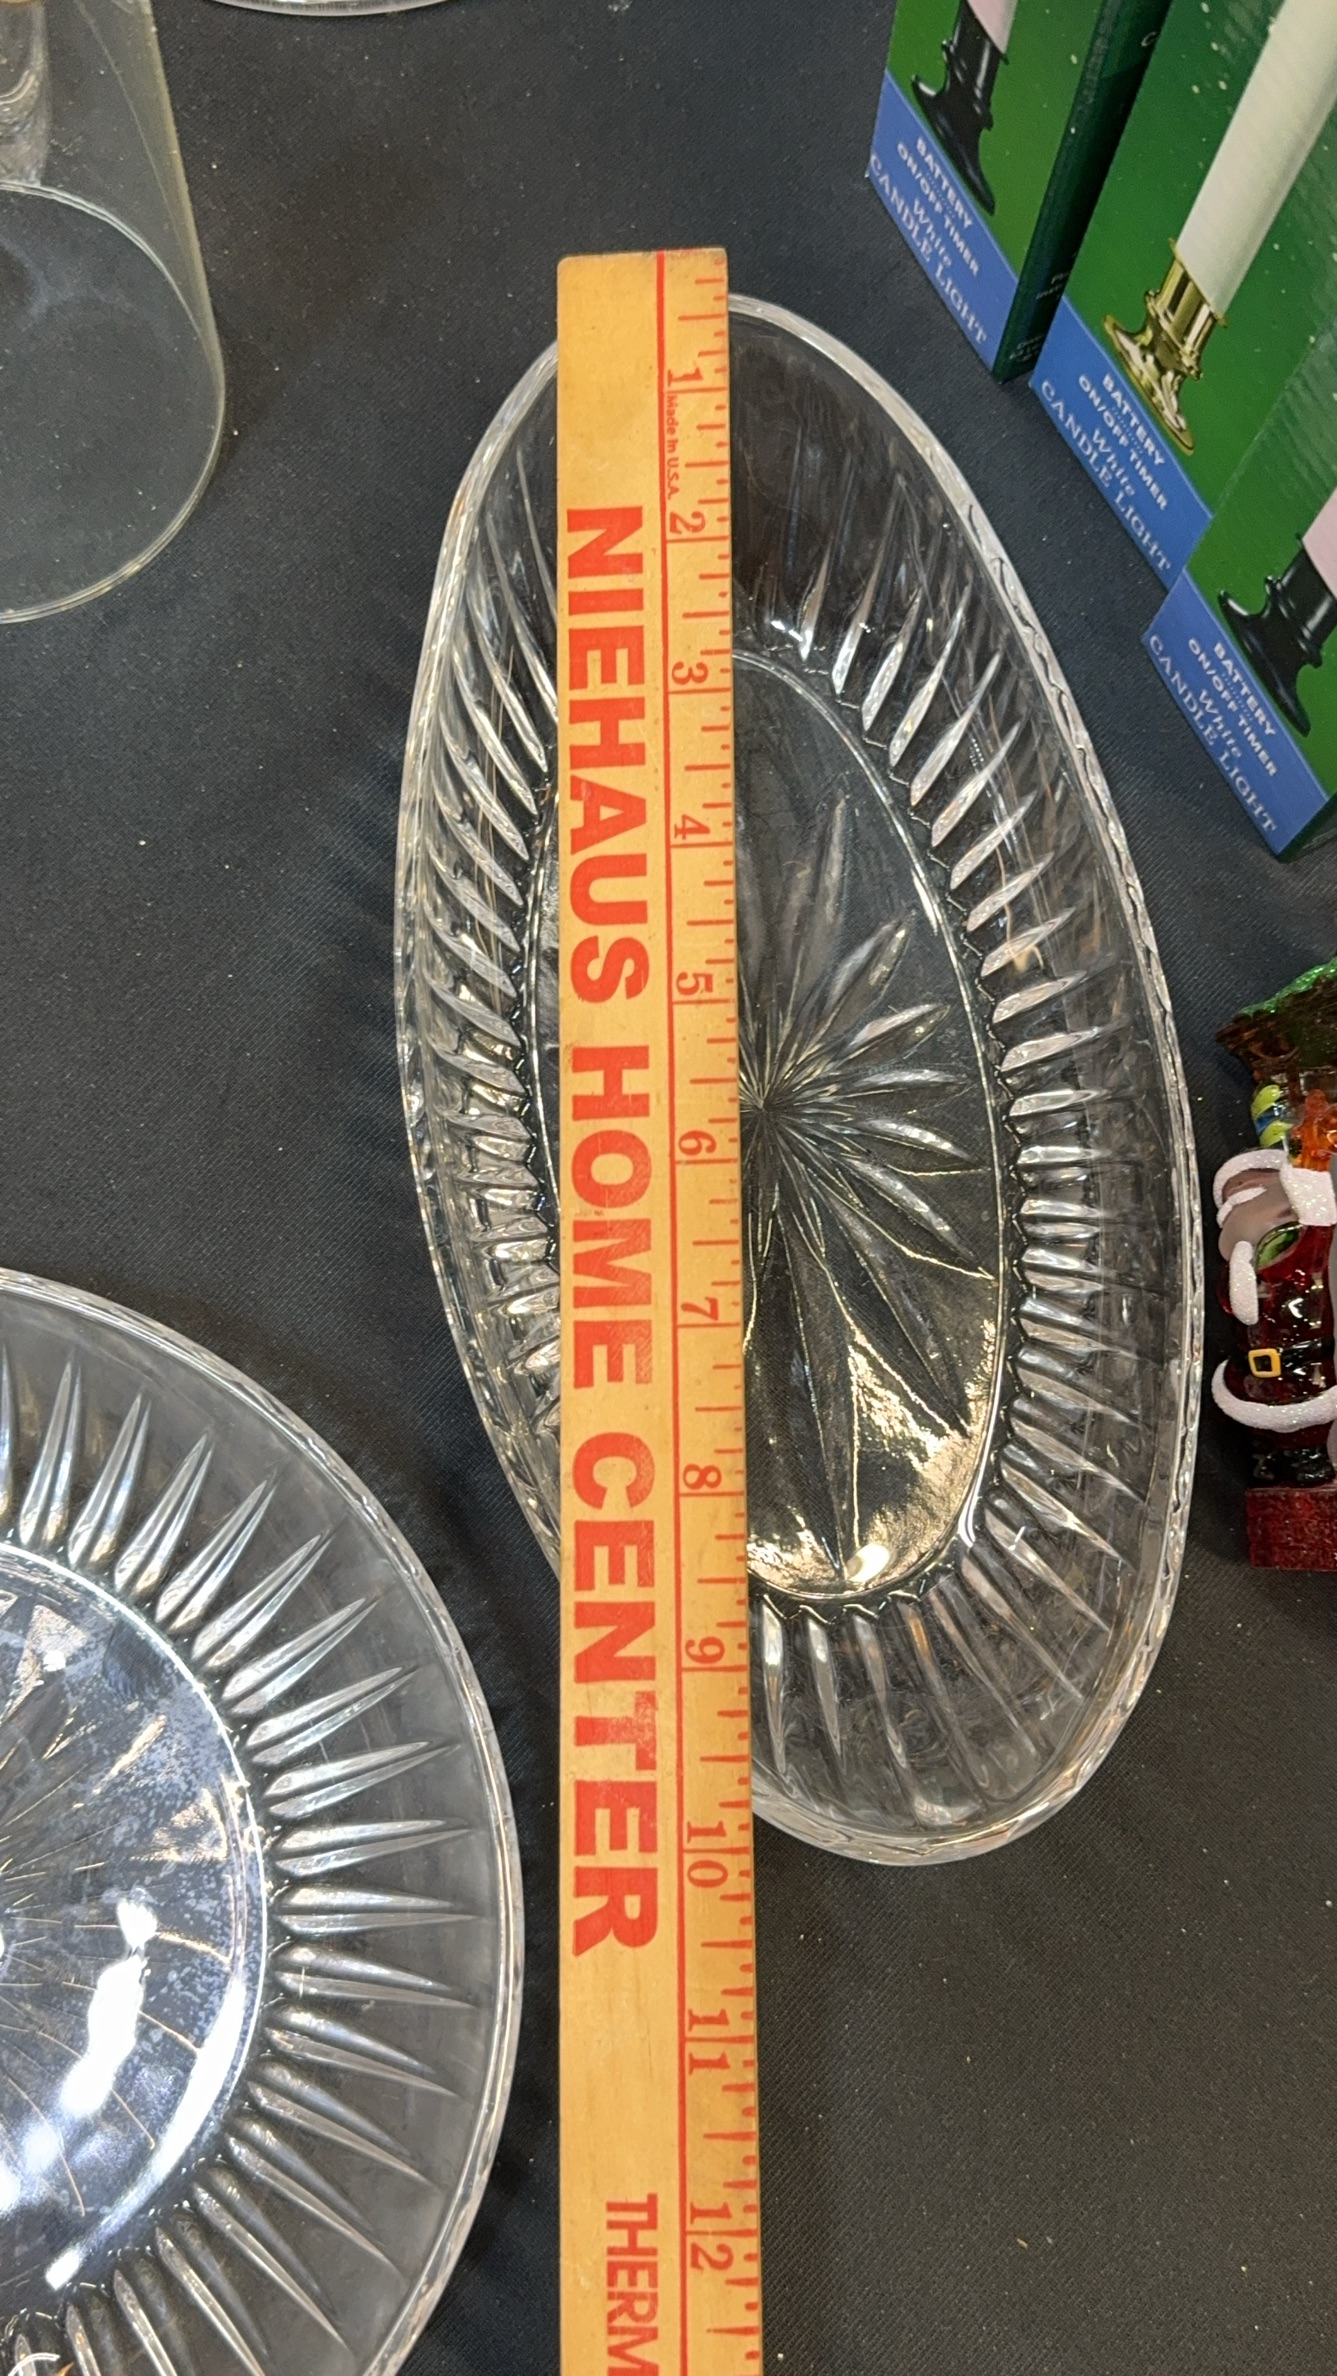 BATTERY
ON/OFF TIMER
White
CANDLE LIGHT
BATTERY
ON/OFF TIMER
White
CANDLE LIGHT
BATTERY
ON/OFF TIMER
White
CANDLE LIGHT
1
Made In U.S.A.
2
3
4
5
6
7
8
9
10
11
12
NIEHAUS HOME CENTER
THERM